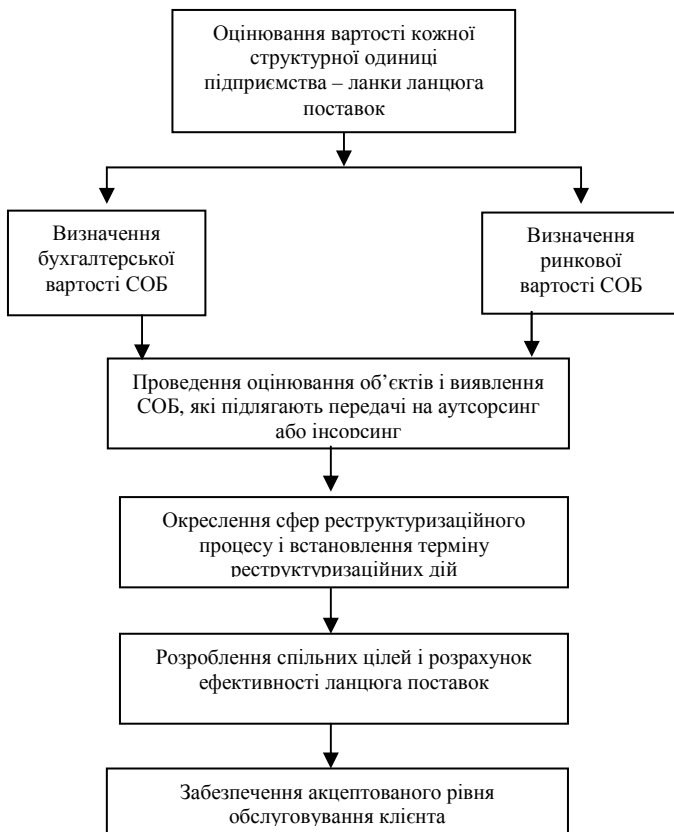 Оцінювання вартості кожної
структурної одиниці
підприємства – ланки ланцюга
поставок
Визначення
бухгалтерської
вартості СОБ
Визначення
ринкової
вартості СОБ
Проведення оцінювання об’єктів і виявлення
СОБ, які підлягають передачі на аутсорсинг
або інсорсинг
Окреслення сфер реструктуризаційного
процесу і встановлення терміну
реструктуризаційних дій
Розроблення спільних цілей і розрахунок
ефективності ланцюга поставок
Забезпечення акцептованого рівня
обслуговування клієнта